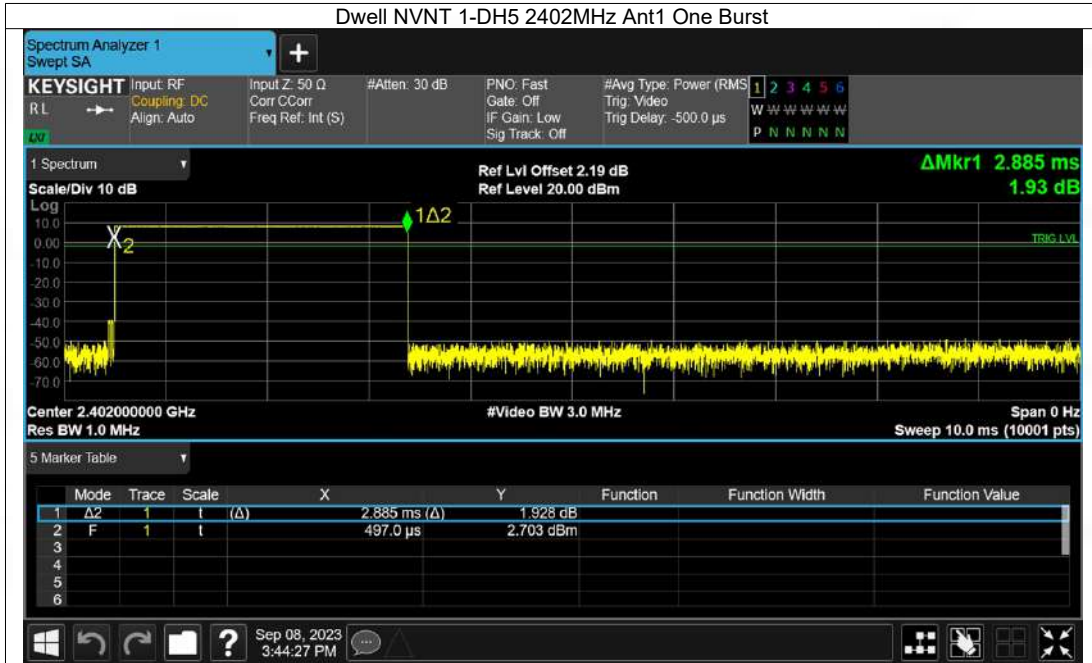 Dwell NVNT 1-DH5 2402MHz Ant1 One Burst
Spectrum Analyzer 1
Swept SA
+
KEYSIGHT Input: RF Input Z: 50 Ω #Atten: 30 dB PNO: Fast #Avg Type: Power (RMS 1 2 3 4 5 6
RL Coupling: DC Corr CCorr Gate: Off Trig: Video W W W W W W
Align: Auto Freq Ref: Int (S) IF Gain: Low Trig Delay: -500.0 µs
LXI Sig Track: Off P N N N N N
1 Spectrum Ref Lvl Offset 2.19 dB ΔMkr1 2.885 ms
Scale/Div 10 dB Ref Level 20.00 dBm 1.93 dB
Log
1Δ2
10.0
0.00
2
TRIG LVL
-10.0
-20.0
-30.0
-40.0
-50.0
-60.0
-70.0
Center 2.402000000 GHz #Video BW 3.0 MHz Span 0 Hz
Res BW 1.0 MHz Sweep 10.0 ms (10001 pts)
5 Marker Table
Mode Trace Scale X Y Function Function Width Function Value
1 Δ2 1 t (Δ) 2.885 ms (Δ) 1.928 dB
2 F 1 t 497.0 µs 2.703 dBm
3
4
5
6
? Sep 08, 2023
3:44:27 PM